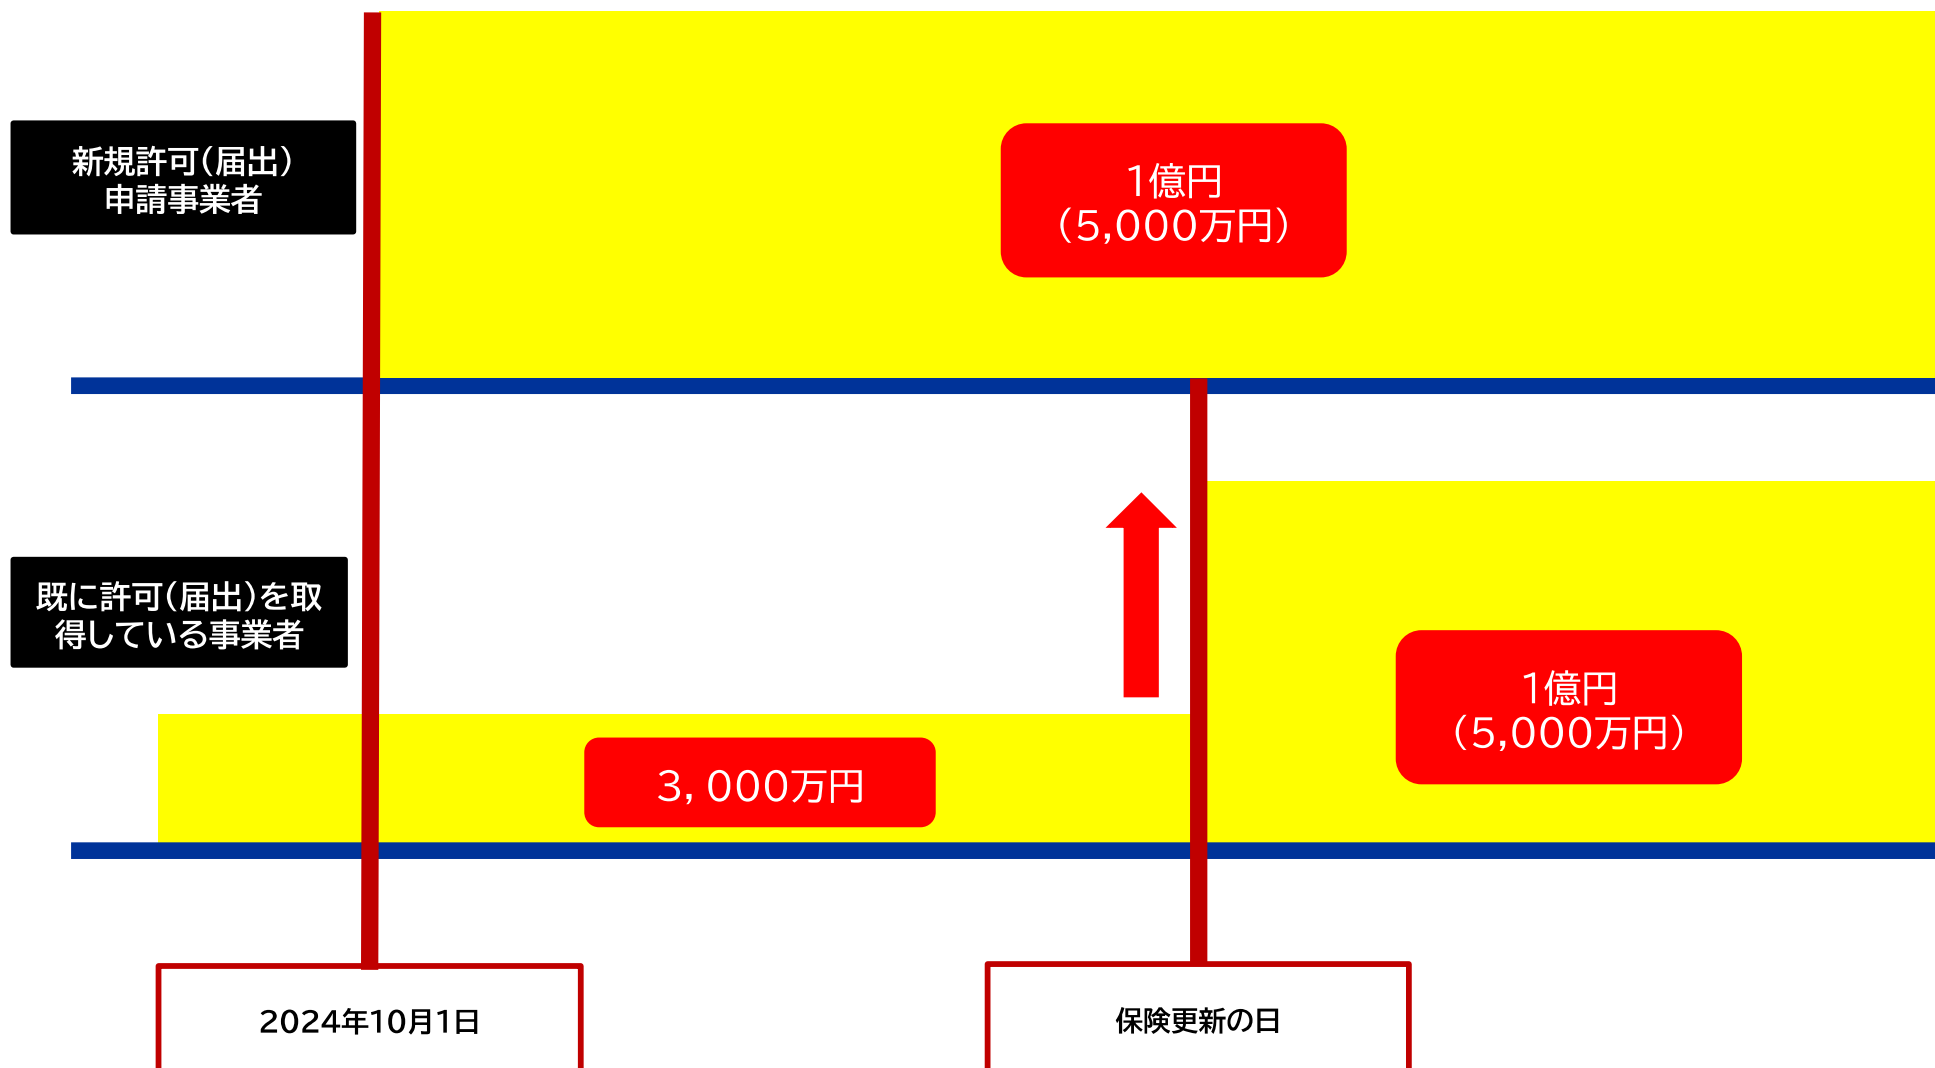 新規許可（届出）
申請事業者
1億円
（5,000万円）
既に許可（届出）を取
得している事業者
1億円
（5,000万円）
3，000万円
2024年10月1日
保険更新の日